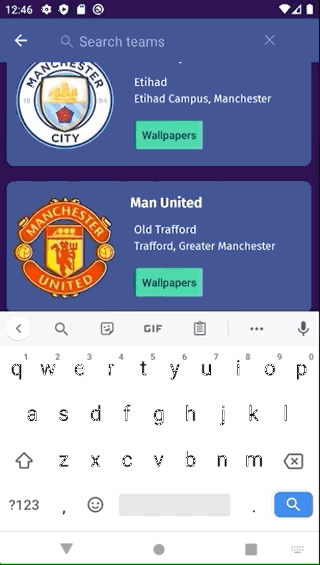 12:46
Search teams
MANCHESTER
18 94
CITY
Etihad
Etihad Campus, Manchester
Wallpapers
MANCHESTER
UNITED
Man United
Old Trafford
Trafford, Greater Manchester
Wallpapers
GIF
1 2 3 4 5 6 7 8 9 0
q w e r t y u i o p
a s d f g h j k l
z x c v b n m
?123 , .